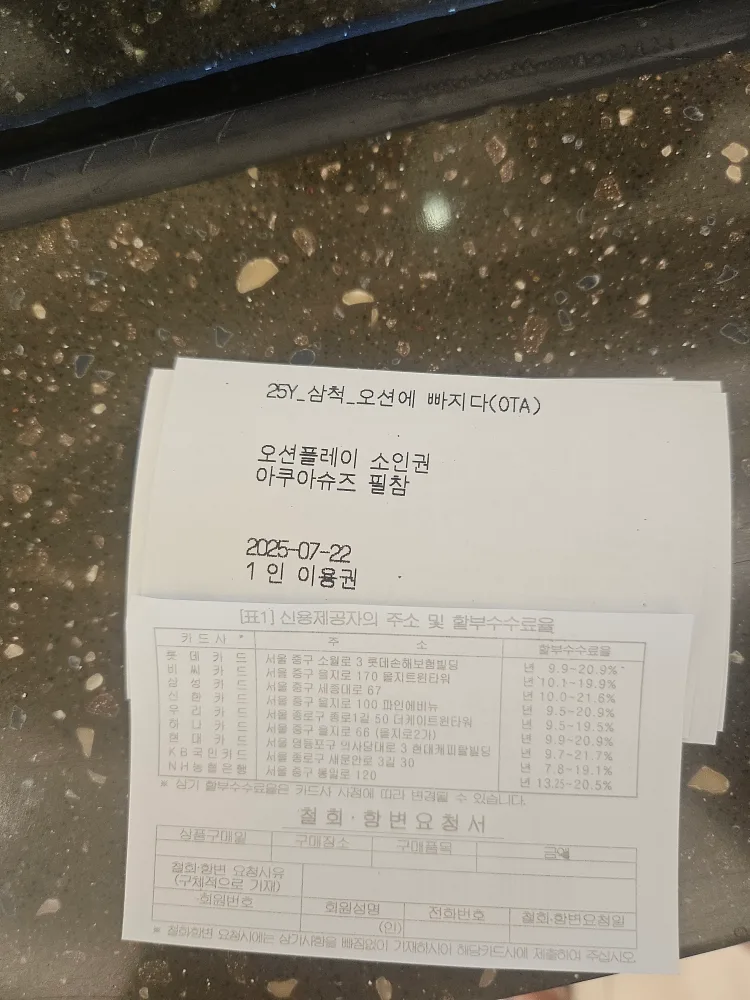 25Y_삼척_오션에 빠지다(OTA)
오션플레이 소인권
아쿠아슈즈 필참
2025-07-22
1 인 이용권
[표1] 신용제공자의 주소 및 할부수수료율
카드사 * 주 소 할부수수료율
롯데카드 서울 중구 소월로 3 롯데손해보험빌딩 년 9.9~20.9%
비씨카드 서울 중구 을지로 170 을지트윈타워 년 10.1~19.9%
삼성카드 서울 중구 세종대로 67 년 10.0~21.6%
신한카드 서울 중구 을지로 100 파인에비뉴 년 9.5~20.9%
우리카드 서울 종로구 종로1길 50 더케이트윈타워 년 9.5~19.5%
하나카드 서울 중구 을지로 66 (을지로2가) 년 9.9~20.9%
현대카드 서울 영등포구 의사당대로 3 현대캐피탈빌딩 년 9.7~21.7%
KB국민카드 서울 종로구 새문안로 3길 30 년 7.8~19.1%
NH농협은행 서울 중구 통일로 120 년 13.25~20.5%
* 상기 할부수수료율은 카드사 사정에 따라 변경될 수 있습니다.
철회·항변요청서
상품구매일 구매장소 구매품목 금액
철회·항변 요청사유
(구체적으로 기재)
회원번호 회원성명 전화번호 철회·항변요청일
(인)
* 철회·항변 요청시에는 상기사항을 빠짐없이 기재하시어 해당카드사에 제출하여 주십시오.